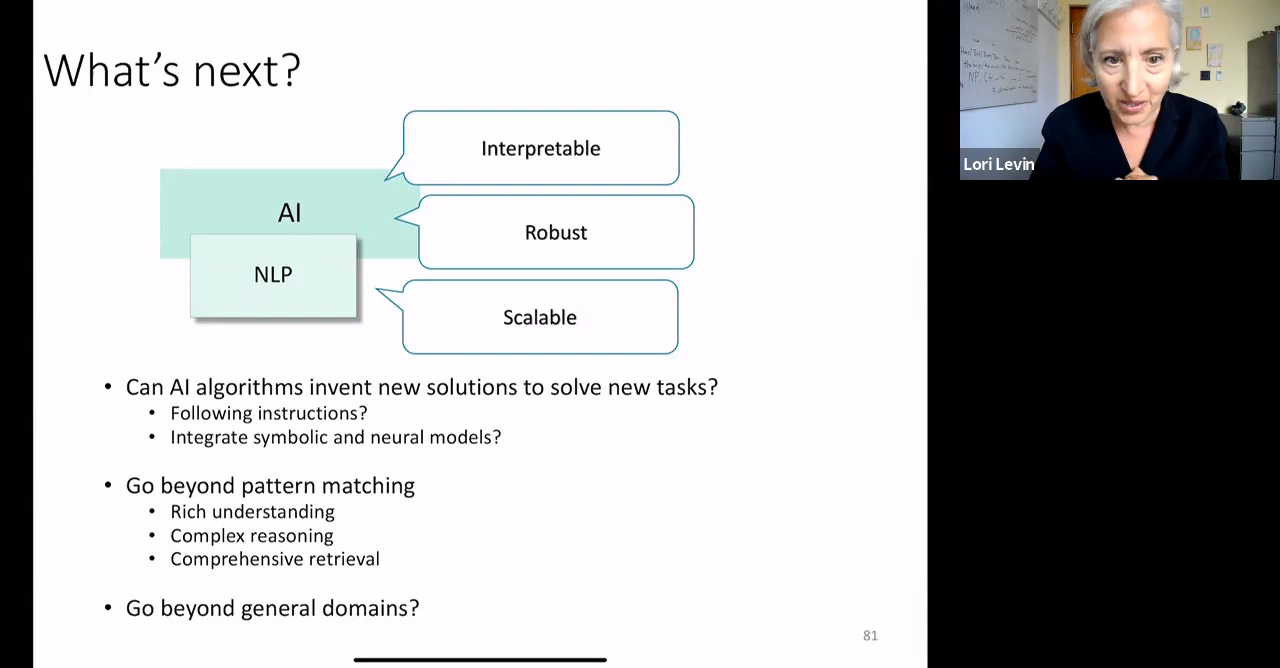 What's next?
Interpretable
AI
Robust
NLP
Scalable
• Can AI algorithms invent new solutions to solve new tasks?
• Following instructions?
• Integrate symbolic and neural models?
• Go beyond pattern matching
• Rich understanding
• Complex reasoning
• Comprehensive retrieval
• Go beyond general domains?
81
island
NP
Lori Levin